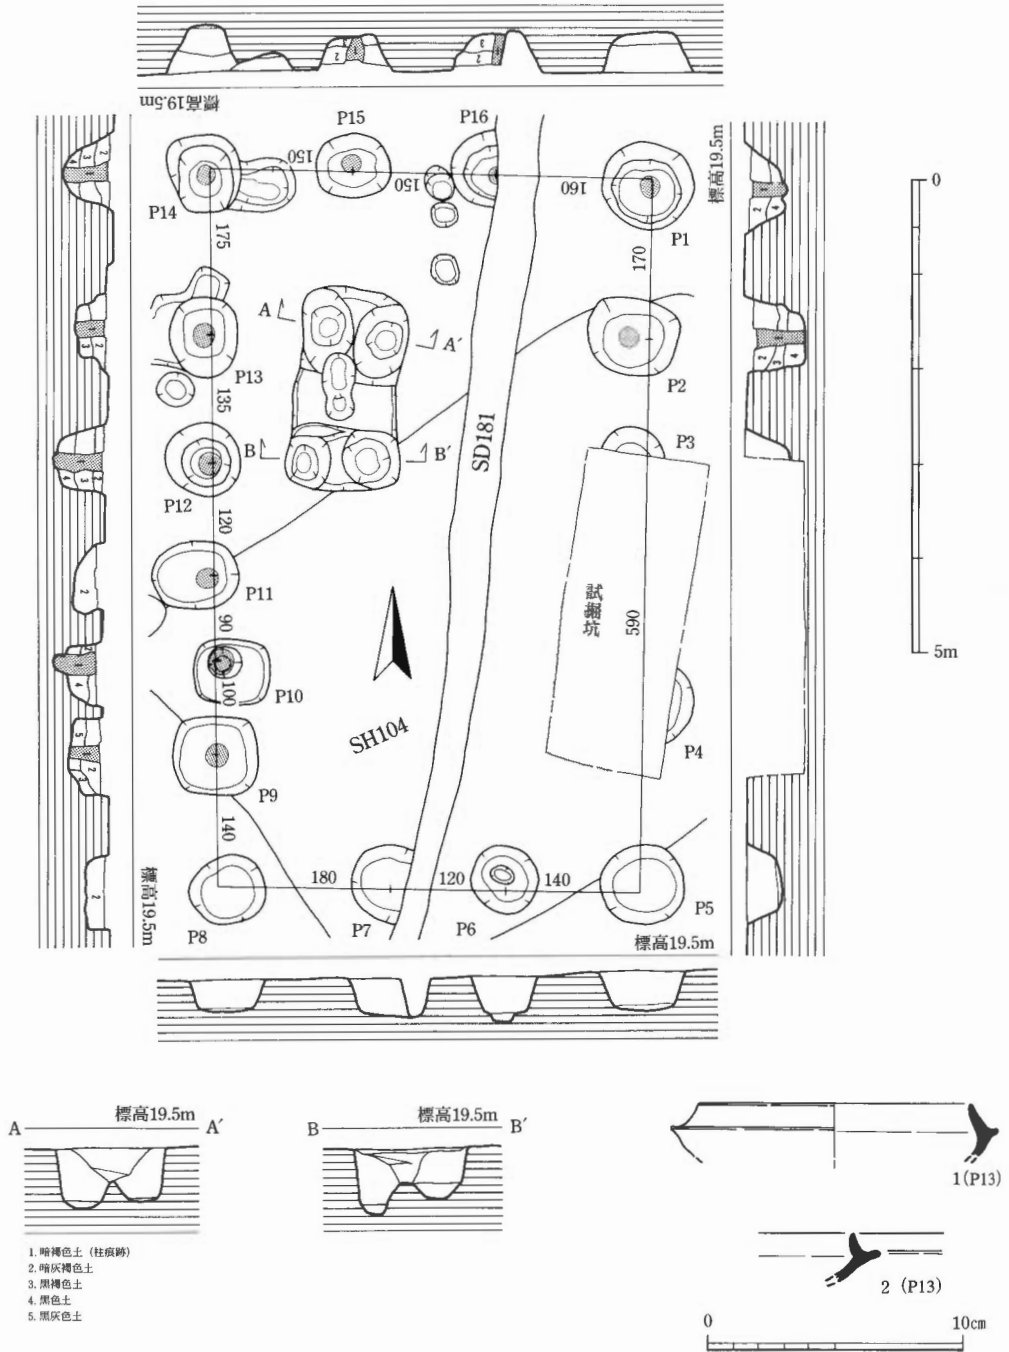 標高19.5m
P15
P16
150
150
160
P14
P1
標高19.5m
0
175
170
A
A′
P13
P2
135
SD181
P3
B
B′
P12
120
試掘坑
P11
90
590
5m
100
P10
SH104
P4
P9
140
標高19.5m
180
120
140
P8
P7
P6
P5
標高19.5m
標高19.5m
A
A′
標高19.5m
B
B′
1(P13)
1. 暗褐色土 (柱痕跡)
2. 暗灰褐色土
3. 黒褐色土
4. 黒色土
5. 黒灰色土
2 (P13)
0
10cm